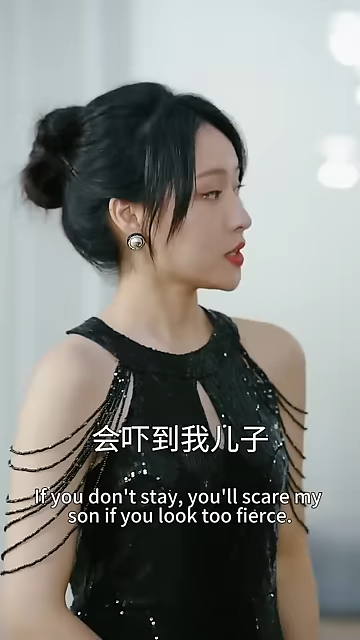 会吓到我儿子
If you don't stay, you'll scare my
son if you look too fierce.